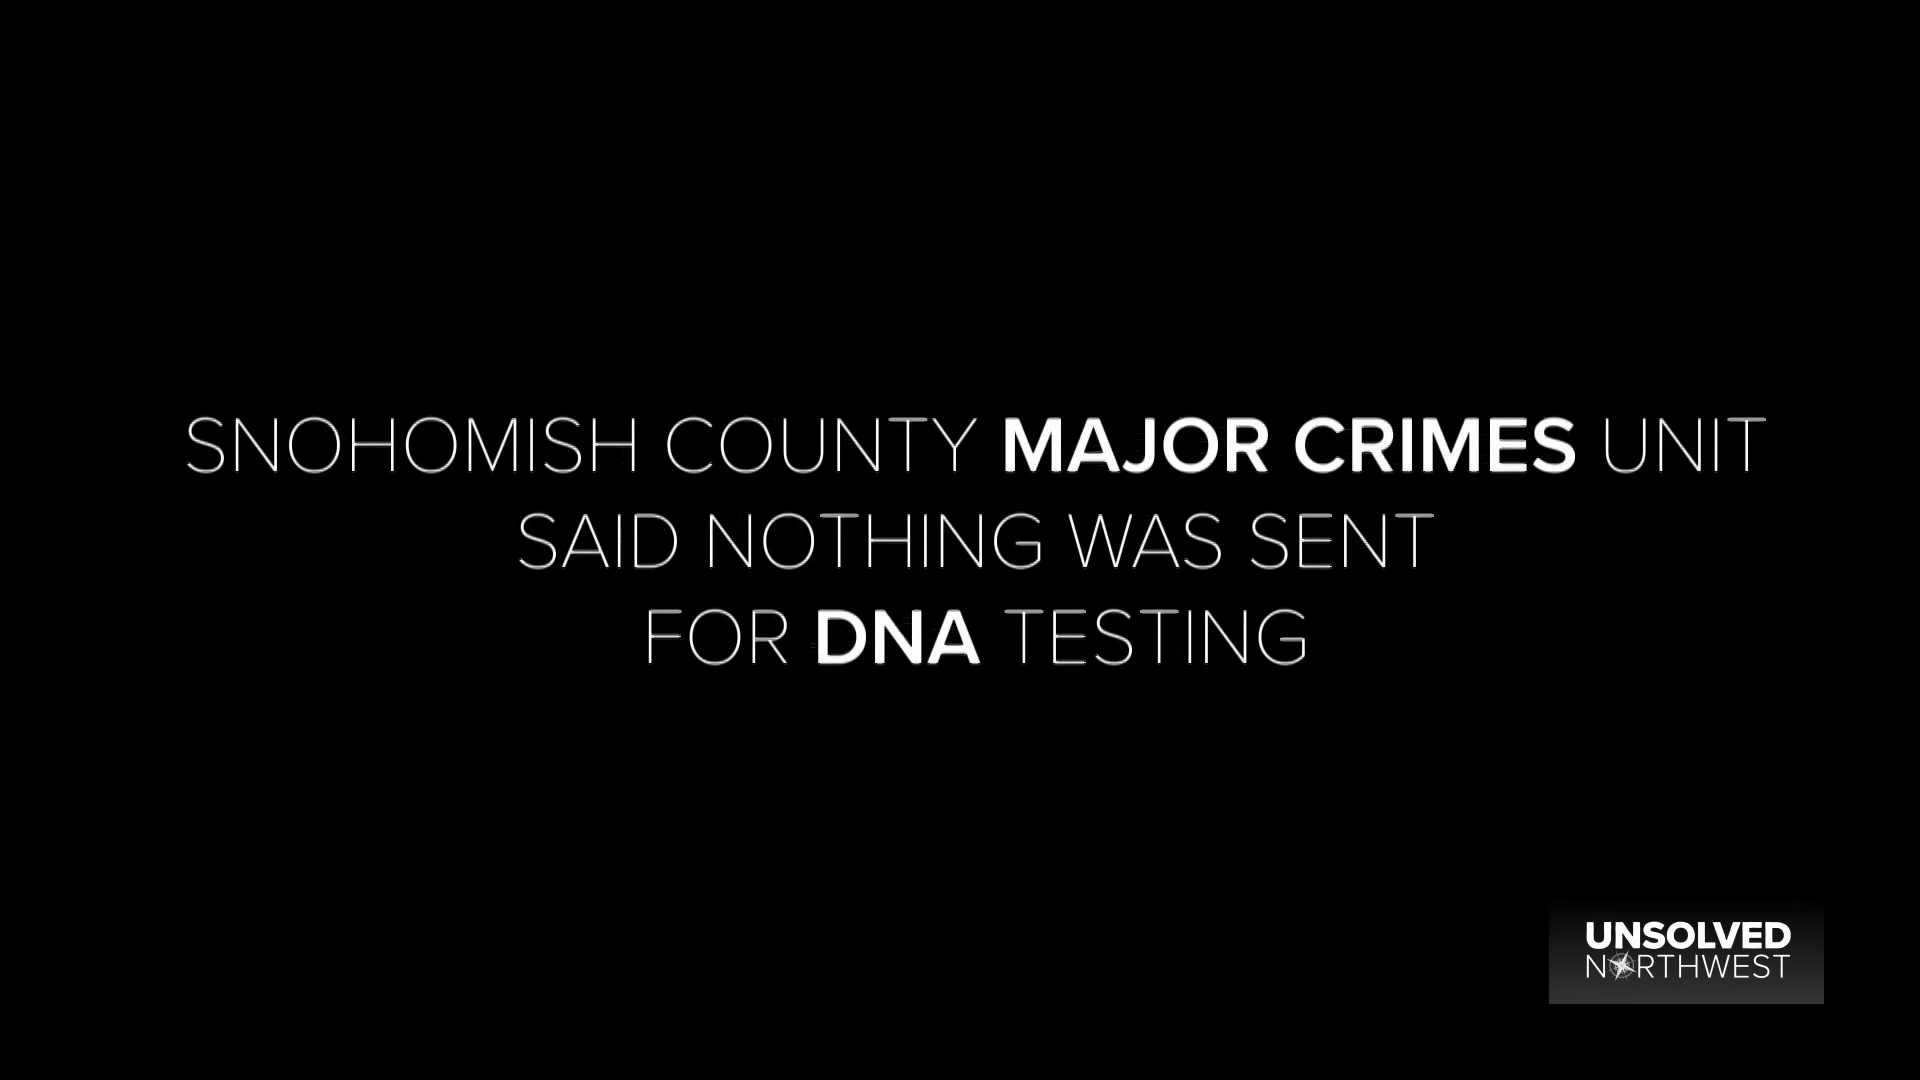 SNOHOMISH COUNTY MAJOR CRIMES UNIT
SAID NOTHING WAS SENT
FOR DNA TESTING
UNSOLVED
NORTHWEST